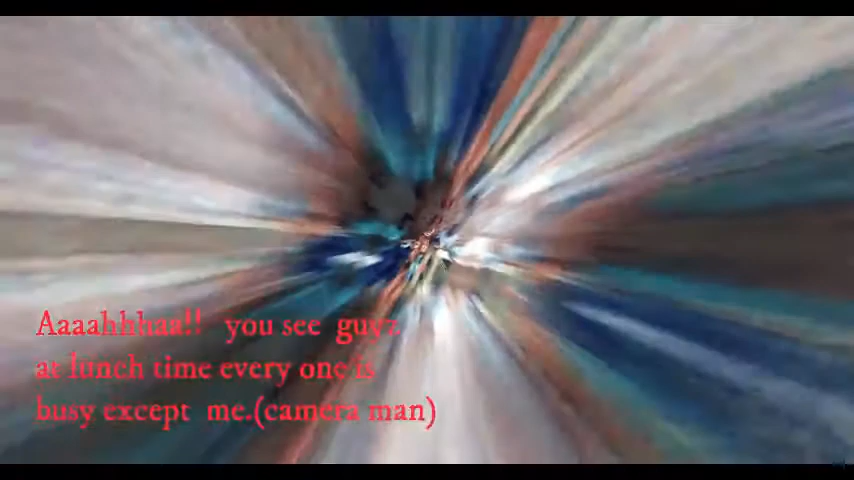 Aaaahhhaa!! you see guyz
at lunch time every one is
busy except me.(camera man)